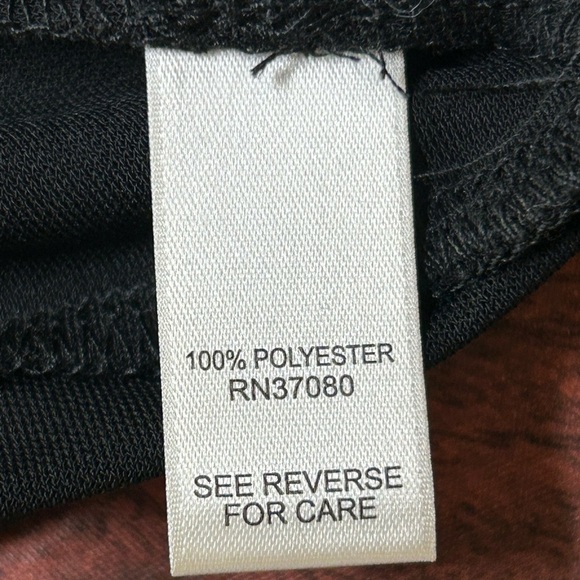 100% POLYESTER
RN37080
SEE REVERSE
FOR CARE